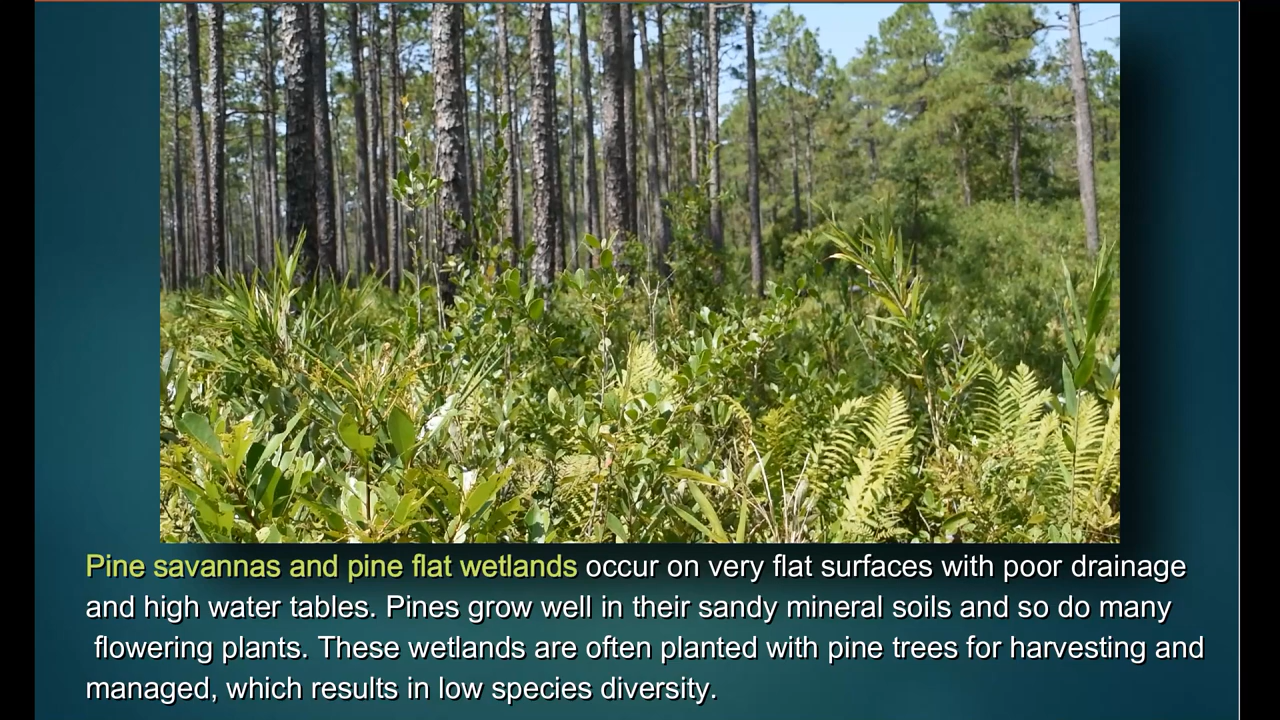 Pine savannas and pine flat wetlands occur on very flat surfaces with poor drainage
and high water tables. Pines grow well in their sandy mineral soils and so do many
flowering plants. These wetlands are often planted with pine trees for harvesting and
managed, which results in low species diversity.